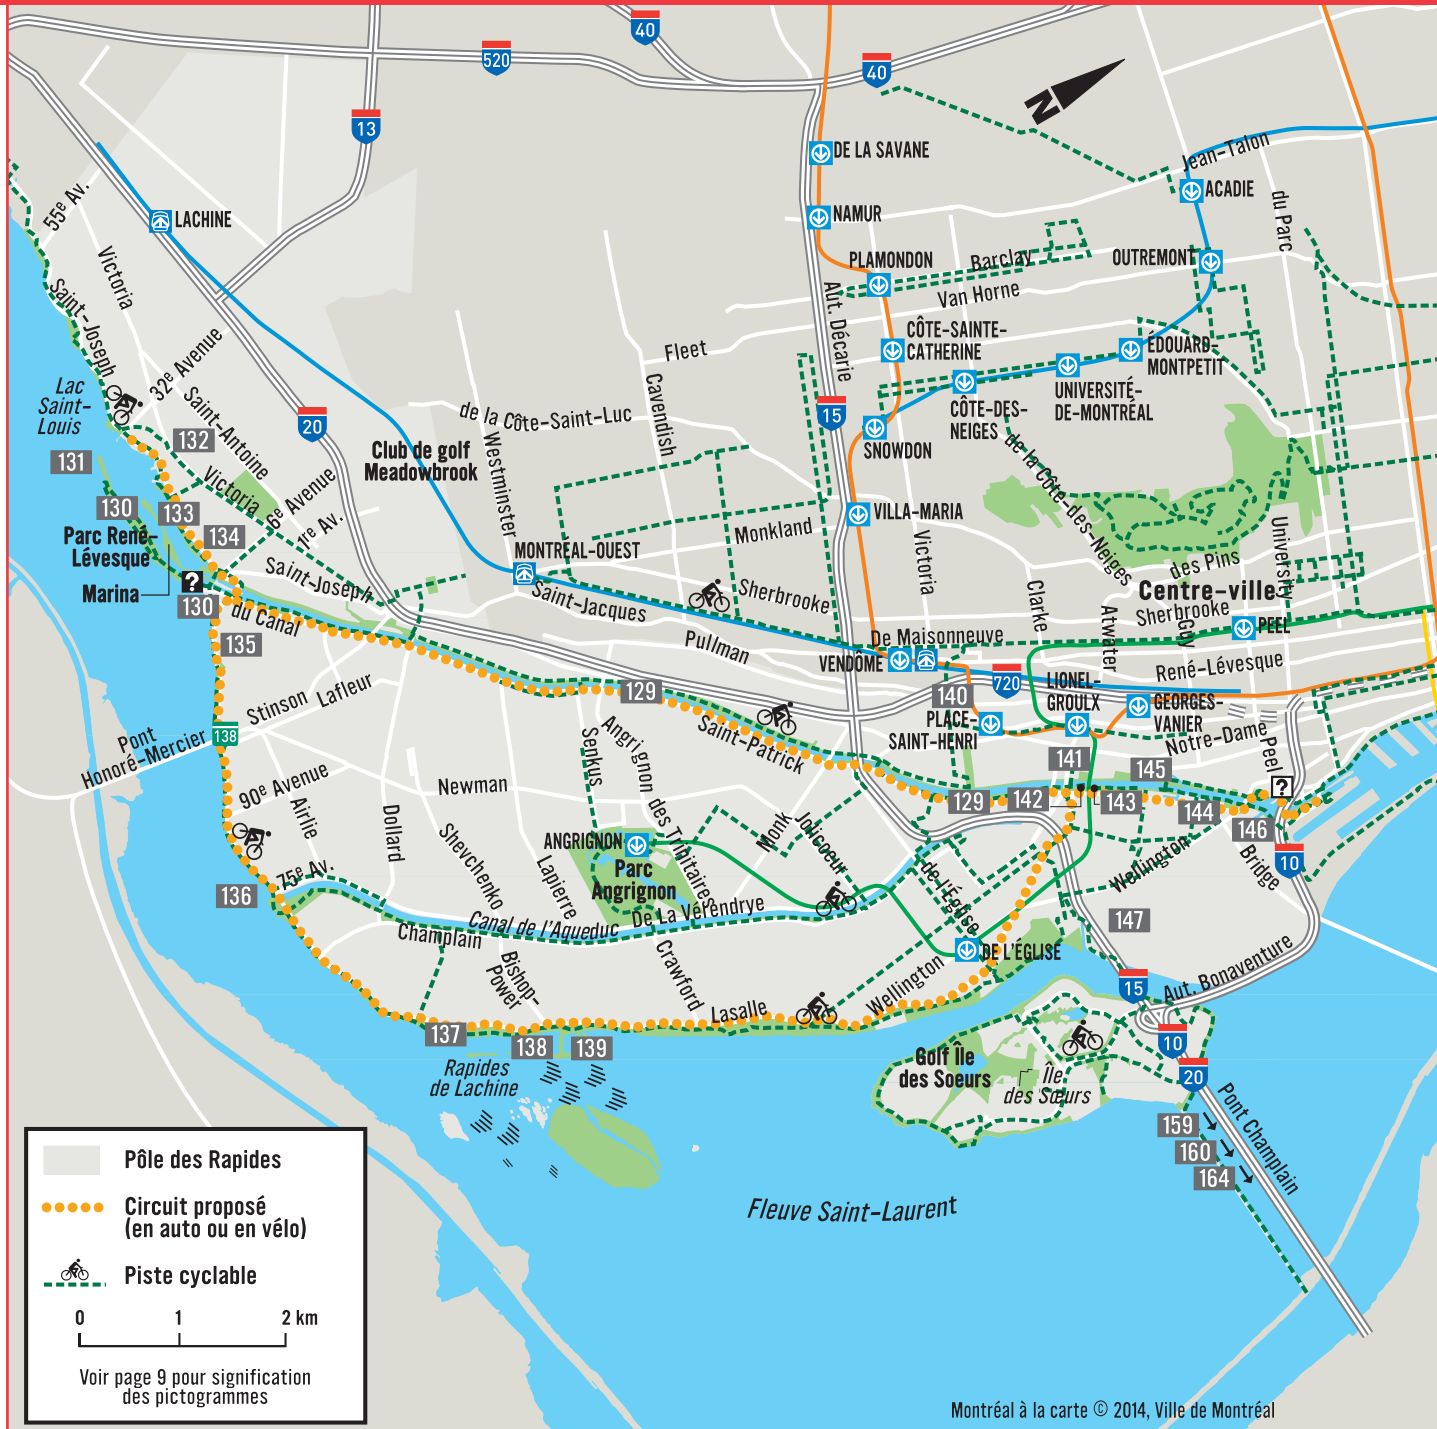 40
520
40
13
DE LA SAVANE
Jean-Talon
ACADIE
55e Av.
LACHINE
NAMUR
du Parc
Victoria
PLAMONDON
Barclay
OUTREMONT
Van Horne
Saint-Joseph
Aut. Décarie
CÔTE-SAINTE-
CATHERINE
ÉDOUARD-
MONTPETIT
32e Avenue
Fleet
UNIVERSITÉ-
DE-MONTRÉAL
Lac
Saint-
Louis
Saint-Antoine
Cavendish
CÔTE-DES-
NEIGES
de la Côte-Saint-Luc
15
20
132
Club de golf
Meadowbrook
Westminster
SNOWDON
de la Côte-des-Neiges
131
Victoria
6e Avenue
130
133
1re Av.
VILLA-MARIA
134
Parc René-
Lévesque
Monkland
Victoria
University
MONTRÉAL-OUEST
des Pins
Marina
?
Saint-Joseph
Saint-Jacques
Sherbrooke
Clarke
Centre-ville
130
du Canal
Atwater
Sherbrooke
Guy
PEEL
135
Pullman
De Maisonneuve
VENDÔME
René-Lévesque
129
720
140
LIONEL-
GROULX
GEORGES-
VANIER
Stinson
Lafleur
Pont
Honoré-Mercier
138
Senkus
Angrignon
Saint-Patrick
PLACE-
SAINT-HENRI
Notre-Dame
Peel
141
145
90e Avenue
Newman
?
Airlie
Dollard
des Trinitaires
129
142
143
144
146
Shevchenko
ANGRIGNON
Monk
Jolicoeur
Bridge
10
Lapierre
Parc
Angrignon
Wellington
136
75e Av.
de l'Église
De La Vérendrye
147
Canal de l'Aqueduc
Champlain
DE L'ÉGLISE
Bishop-
Power
Crawford
Wellington
Aut. Bonaventure
15
Lasalle
137
138
139
10
Golf Île
des Soeurs
Île
des Sœurs
Rapides
de Lachine
20
Pont Champlain
159
160
164
Fleuve Saint-Laurent
N
Pôle des Rapides
Circuit proposé
(en auto ou en vélo)
Piste cyclable
0 1 2 km
Voir page 9 pour signification
des pictogrammes
Montréal à la carte © 2014, Ville de Montréal